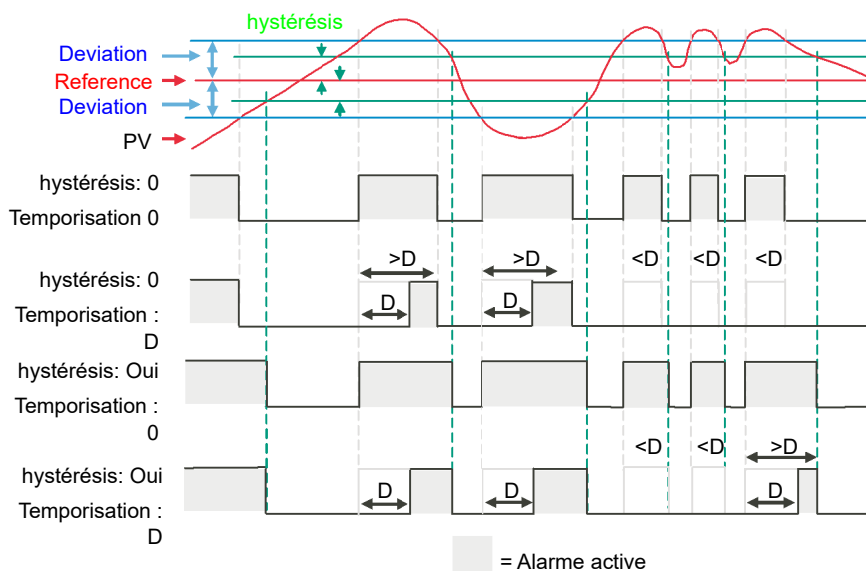 hystérésis
Deviation
Reference
Deviation
PV
hystérésis: 0
Temporisation 0
>D >D <D <D <D
hystérésis: 0
D D
Temporisation :
D
hystérésis: Oui
Temporisation :
0
<D <D >D
hystérésis: Oui
D D D
Temporisation :
D
= Alarme active